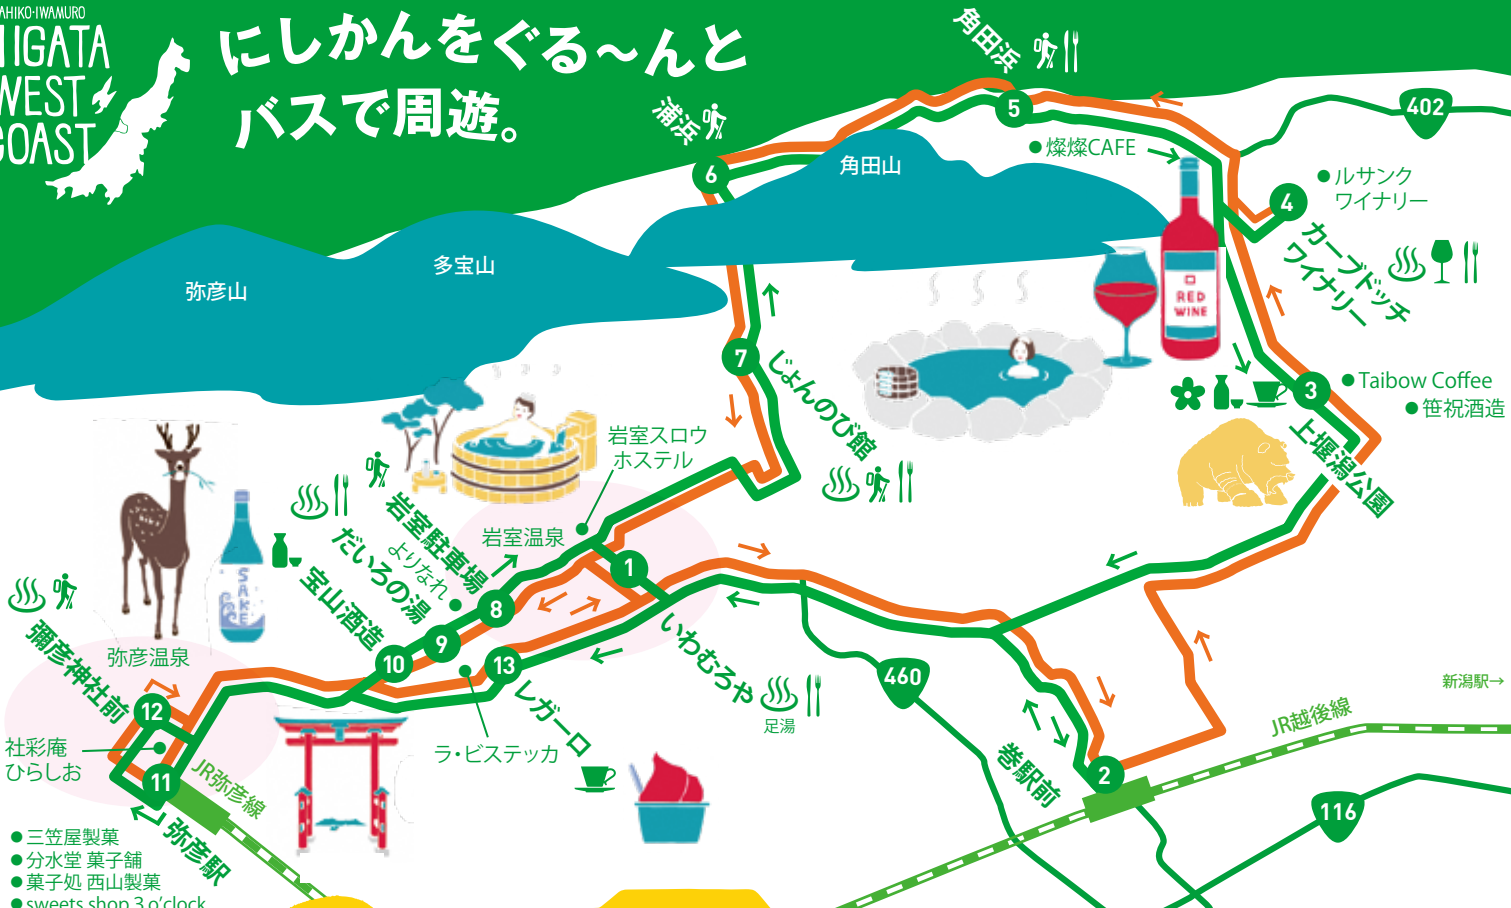 AHIKO·IWAMURO
IIGATA
WEST
COAST
にしかんをぐる〜んと
バスで周遊。
角田浜
浦浜
5
402
燦燦CAFE
角田山
6
ルサンク
ワイナリー
4
カーブドッチ
ワイナリー
多宝山
弥彦山
RED
WINE
7
じょんのび館
3
Taibow Coffee
笹祝酒造
上堰潟公園
岩室スロウ
ホステル
岩室温泉
岩室駐車場
よりなれ
だいろの湯
宝山酒造
SAKE
1
8
9
10
13
いわむろや
足湯
レガーロ
ラ・ビステッカ
彌彦神社前
弥彦温泉
12
社彩庵
ひらしお
11
JR弥彦線
弥彦駅
460
新潟駅→
JR越後線
巻駅前
2
116
三笠屋製菓
分水堂 菓子舗
菓子処 西山製菓
sweets shop 3 o'clock